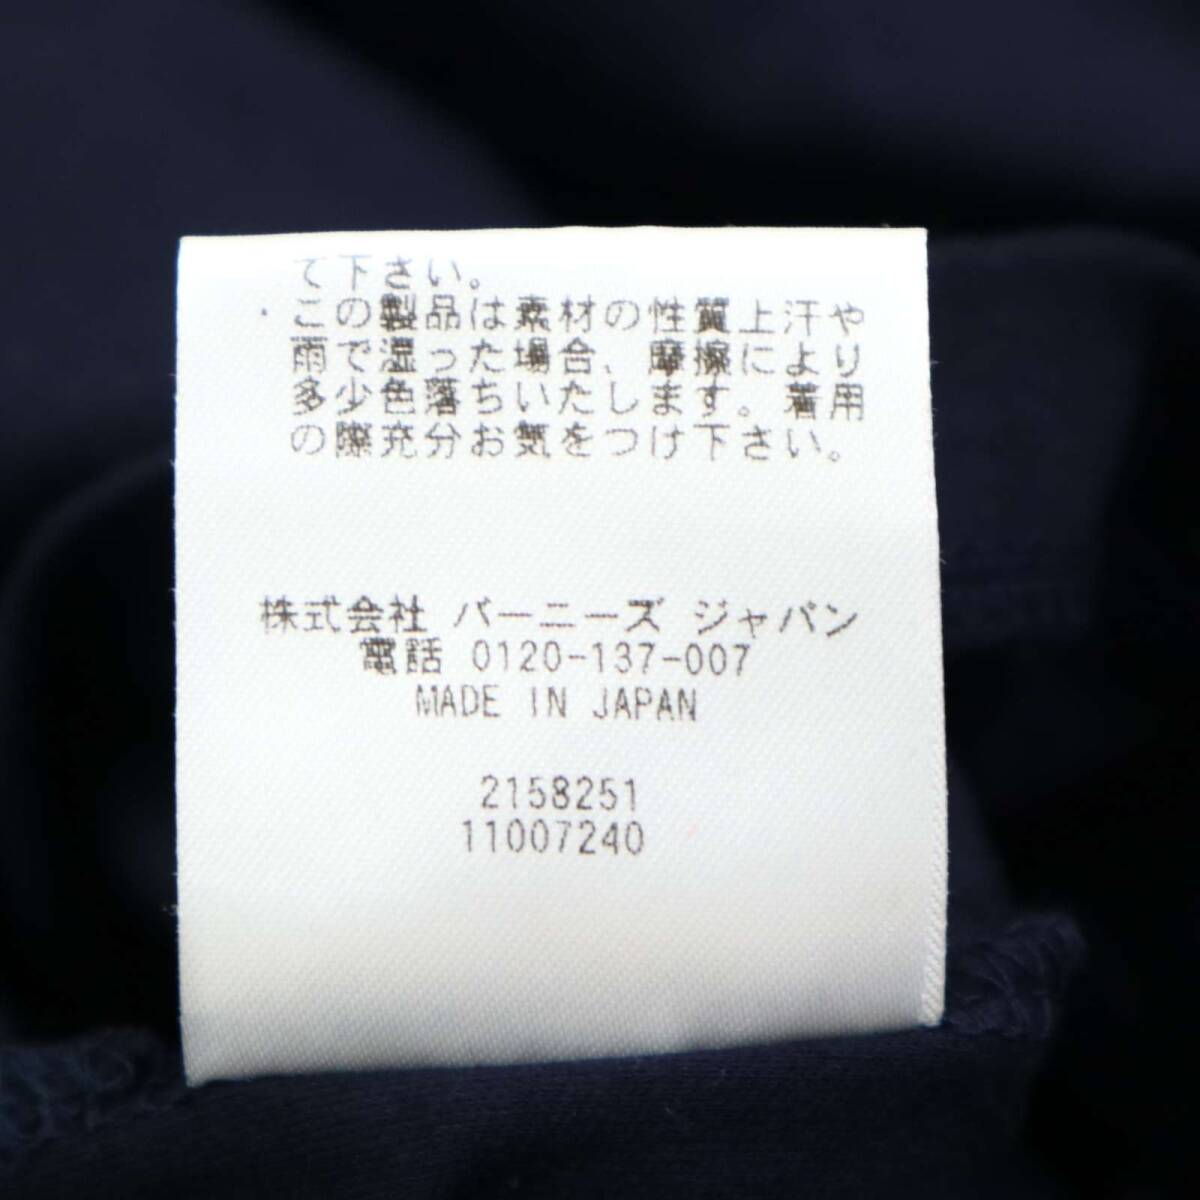 て下さい。
・この製品は素材の性質上汗や
雨で湿った場合、摩擦により
多少色落ちいたします。着用
の際充分お気をつけ下さい。
株式会社 バーニーズ ジャパン
電話 0120-137-007
MADE IN JAPAN
2158251
11007240